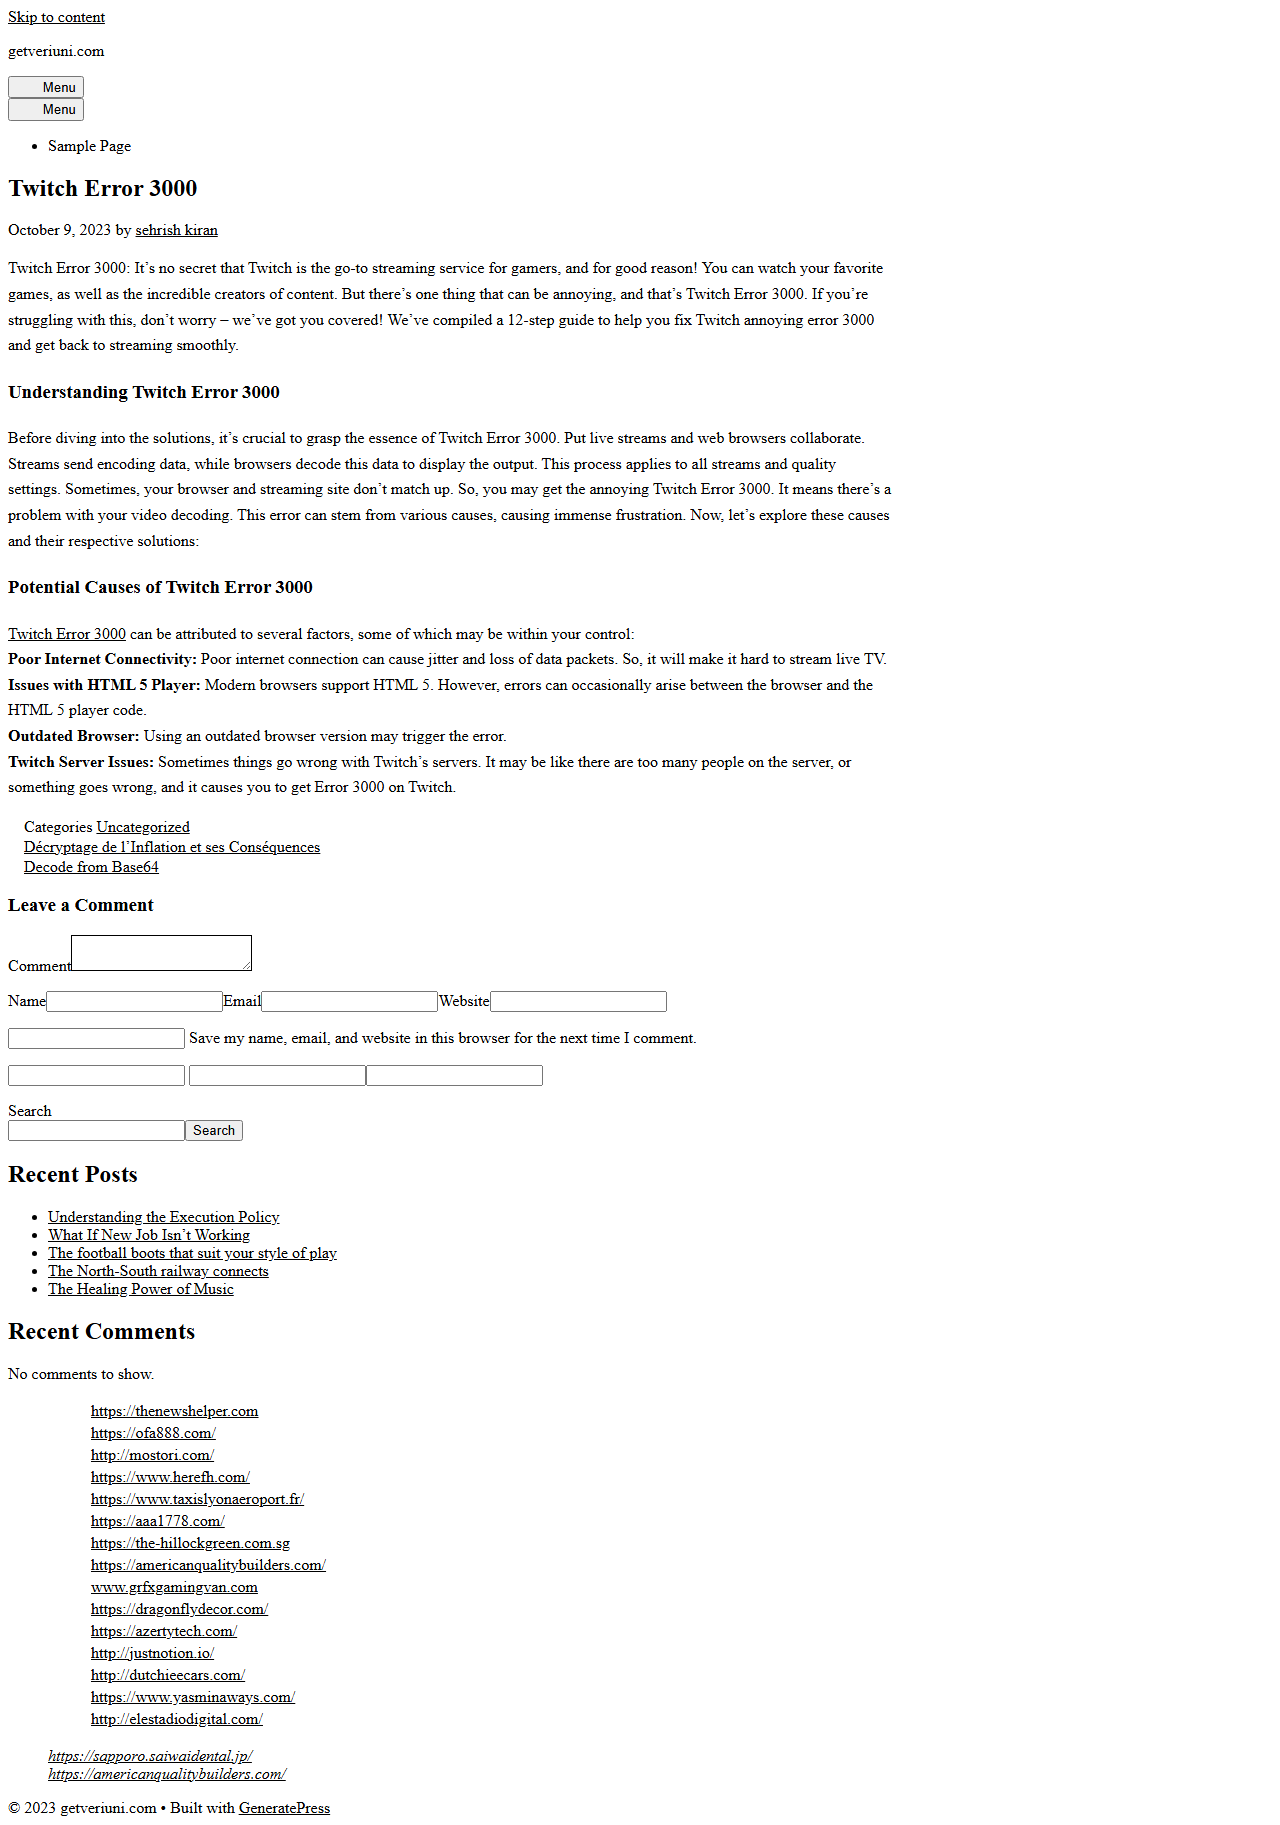 Skip to content
getveriuni.com
Menu
Menu
Sample Page
Twitch Error 3000
October 9, 2023 by sehrish kiran
Twitch Error 3000: It’s no secret that Twitch is the go-to streaming service for gamers, and for good reason! You can watch your favorite
games, as well as the incredible creators of content. But there’s one thing that can be annoying, and that’s Twitch Error 3000. If you’re
struggling with this, don’t worry – we’ve got you covered! We’ve compiled a 12-step guide to help you fix Twitch annoying error 3000
and get back to streaming smoothly.
Understanding Twitch Error 3000
Before diving into the solutions, it’s crucial to grasp the essence of Twitch Error 3000. Put live streams and web browsers collaborate.
Streams send encoding data, while browsers decode this data to display the output. This process applies to all streams and quality
settings. Sometimes, your browser and streaming site don’t match up. So, you may get the annoying Twitch Error 3000. It means there’s a
problem with your video decoding. This error can stem from various causes, causing immense frustration. Now, let’s explore these causes
and their respective solutions:
Potential Causes of Twitch Error 3000
Twitch Error 3000 can be attributed to several factors, some of which may be within your control:
Poor Internet Connectivity: Poor internet connection can cause jitter and loss of data packets. So, it will make it hard to stream live TV.
Issues with HTML 5 Player: Modern browsers support HTML 5. However, errors can occasionally arise between the browser and the
HTML 5 player code.
Outdated Browser: Using an outdated browser version may trigger the error.
Twitch Server Issues: Sometimes things go wrong with Twitch’s servers. It may be like there are too many people on the server, or
something goes wrong, and it causes you to get Error 3000 on Twitch.
Categories Uncategorized
Décryptage de l’Inflation et ses Conséquences
Decode from Base64
Leave a Comment
Comment
Name Email Website
Save my name, email, and website in this browser for the next time I comment.
Search
Search
Recent Posts
Understanding the Execution Policy
What If New Job Isn’t Working
The football boots that suit your style of play
The North-South railway connects
The Healing Power of Music
Recent Comments
No comments to show.
https://thenewshelper.com
https://ofa888.com/
http://mostori.com/
https://www.herefh.com/
https://www.taxislyonaeroport.fr/
https://aaa1778.com/
https://the-hillockgreen.com.sg
https://americanqualitybuilders.com/
www.grfxgamingvan.com
https://dragonflydecor.com/
https://azertytech.com/
http://justnotion.io/
http://dutchieecars.com/
https://www.yasminaways.com/
http://elestadiodigital.com/
https://sapporo.saiwaidental.jp/
https://americanqualitybuilders.com/
© 2023 getveriuni.com • Built with GeneratePress